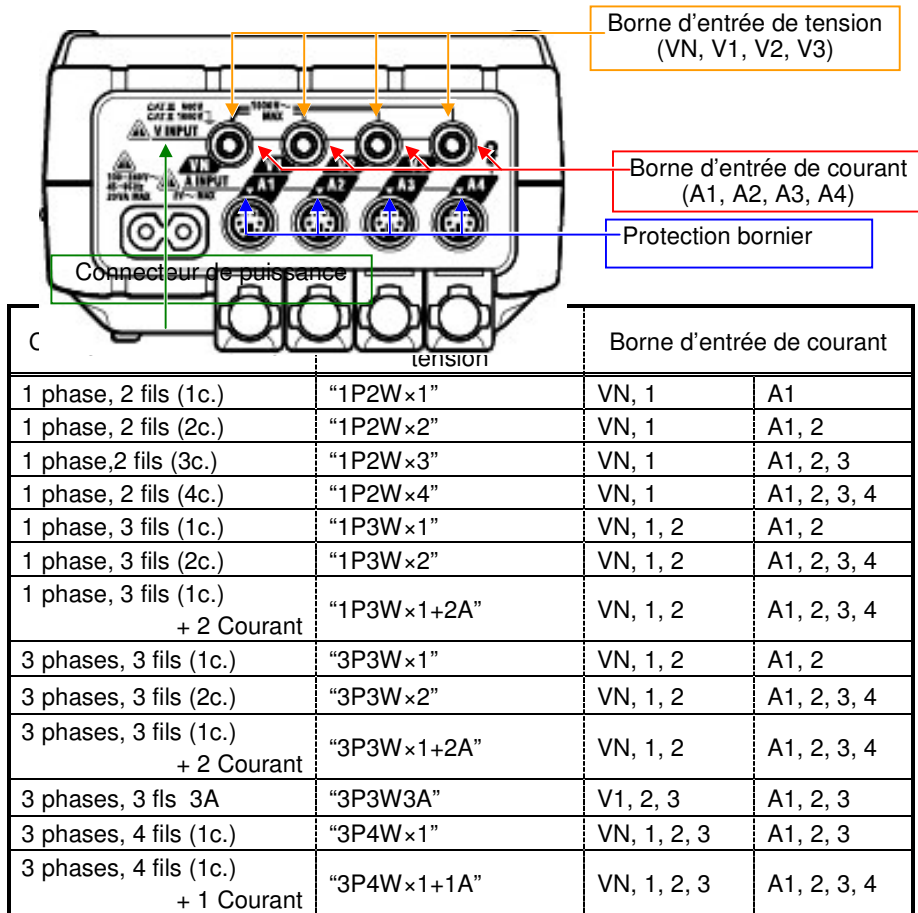 Borne d'entrée de tension
(VN, V1, V2, V3)
V INPUT
VN
A INPUT
A1 A2 A3 A4
Borne d'entrée de courant
(A1, A2, A3, A4)
Protection bornier
Connecteur de puissance
tension
Borne d'entrée de courant
1 phase, 2 fils (1c.) “1P2W×1” VN, 1 A1
1 phase, 2 fils (2c.) “1P2W×2” VN, 1 A1, 2
1 phase,2 fils (3c.) “1P2W×3” VN, 1 A1, 2, 3
1 phase, 2 fils (4c.) “1P2W×4” VN, 1 A1, 2, 3, 4
1 phase, 3 fils (1c.) “1P3W×1” VN, 1, 2 A1, 2
1 phase, 3 fils (2c.) “1P3W×2” VN, 1, 2 A1, 2, 3, 4
1 phase, 3 fils (1c.)
+ 2 Courant “1P3W×1+2A” VN, 1, 2 A1, 2, 3, 4
3 phases, 3 fils (1c.) “3P3W×1” VN, 1, 2 A1, 2
3 phases, 3 fils (2c.) “3P3W×2” VN, 1, 2 A1, 2, 3, 4
3 phases, 3 fils (1c.)
+ 2 Courant “3P3W×1+2A” VN, 1, 2 A1, 2, 3, 4
3 phases, 3 fls 3A “3P3W3A” V1, 2, 3 A1, 2, 3
3 phases, 4 fils (1c.) “3P4W×1” VN, 1, 2, 3 A1, 2, 3
3 phases, 4 fils (1c.)
+ 1 Courant “3P4W×1+1A” VN, 1, 2, 3 A1, 2, 3, 4